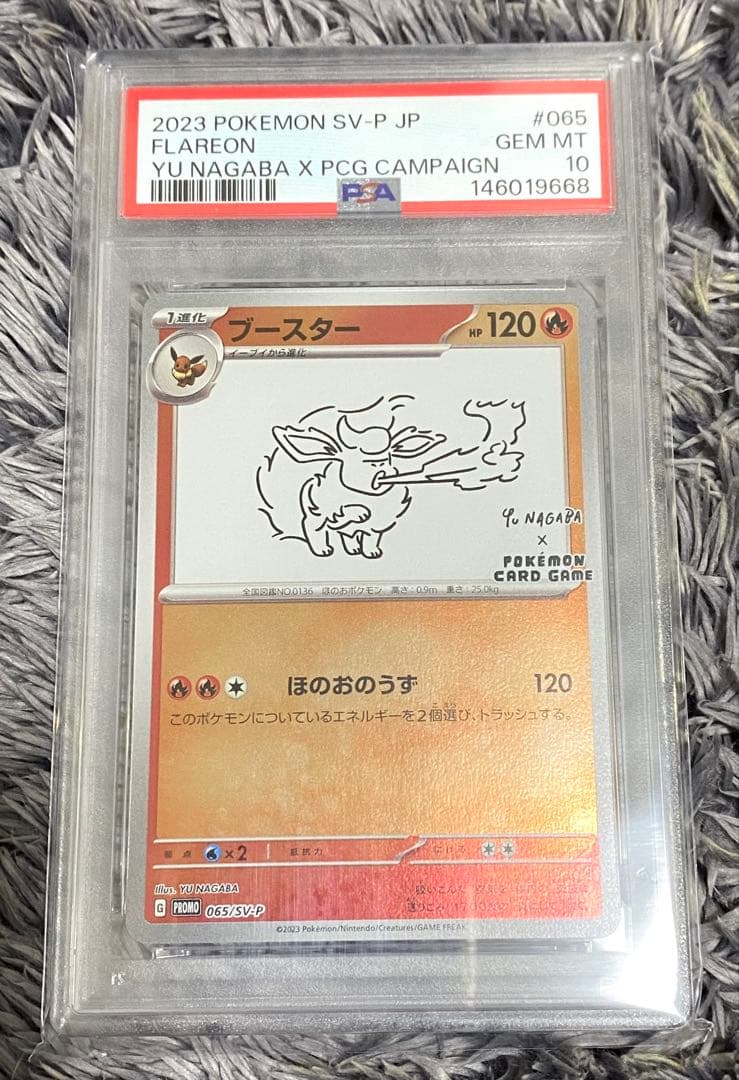 2023 POKEMON SV-P JP #065
FLAREON GEM MT
YU NAGABA X PCG CAMPAIGN 10
PSA 146019668
1進化 ブースター HP 120
イーブイから進化
Yu NAGABA
×
POKÉMON
CARD GAME
全国図鑑NO.0136 ほのおポケモン 高さ:0.9m 重さ:25.0kg
ほのおのうず 120
このポケモンについているエネルギーを2個選び、トラッシュする。
弱点 ×2 抵抗力 にげる
Illus. YU NAGABA
G PROMO 065/SV-P
©2023 Pokémon/Nintendo/Creatures/GAME FREAK